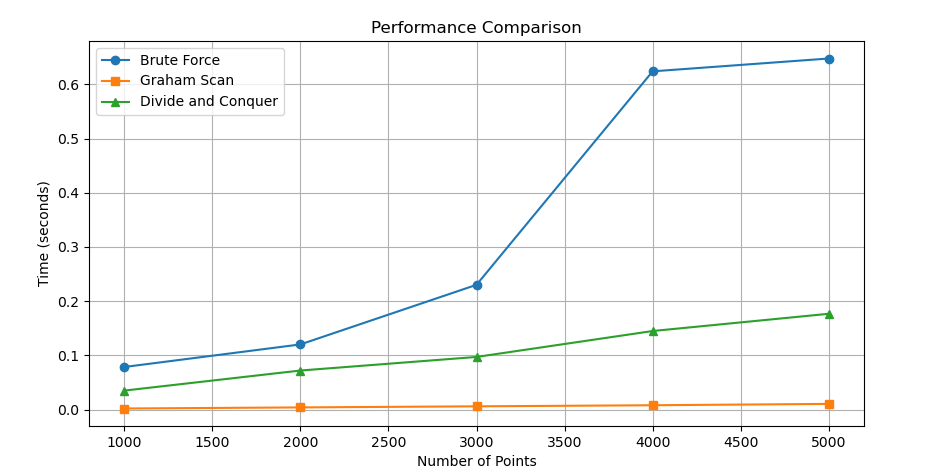 Performance Comparison
Brute Force
Graham Scan
Divide and Conquer
Time (seconds)
0.6
0.5
0.4
0.3
0.2
0.1
0.0
1000 1500 2000 2500 3000 3500 4000 4500 5000
Number of Points